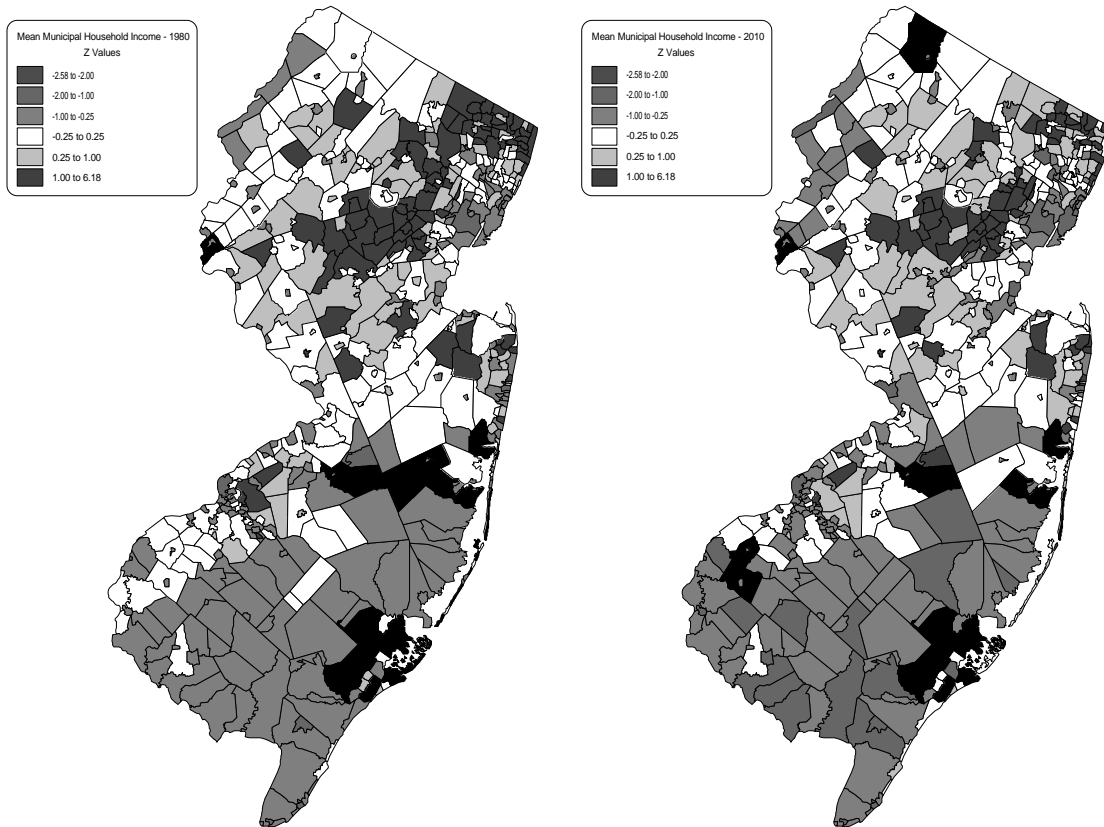 Mean Municipal Household Income - 1980
Z Values
-2.58 to -2.00
-2.00 to -1.00
-1.00 to -0.25
-0.25 to 0.25
0.25 to 1.00
1.00 to 6.18
Mean Municipal Household Income - 2010
Z Values
-2.58 to -2.00
-2.00 to -1.00
-1.00 to -0.25
-0.25 to 0.25
0.25 to 1.00
1.00 to 6.18